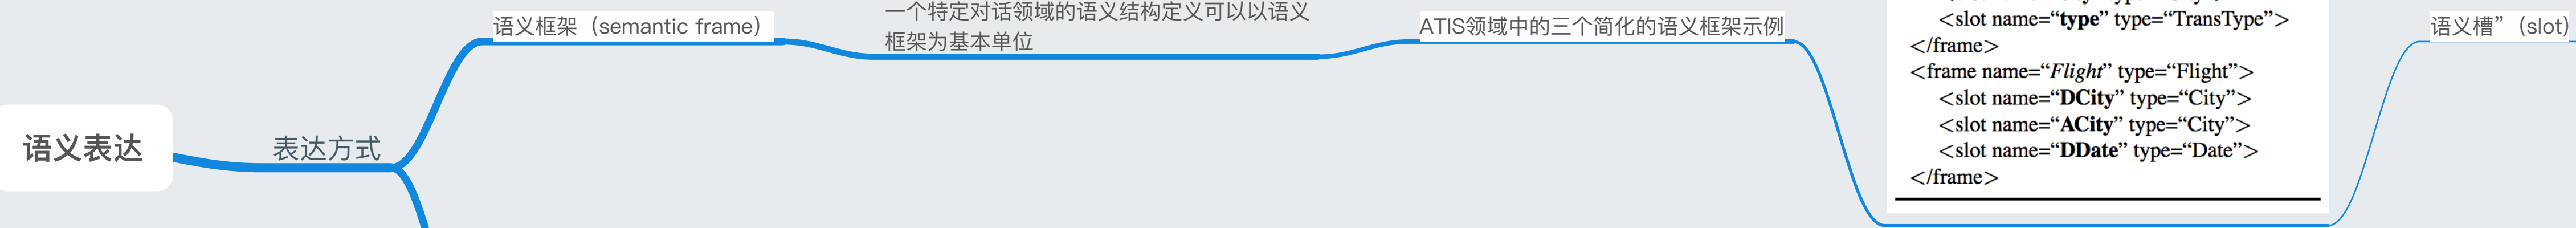 语义表达
表达方式
语义框架（semantic frame）
一个特定对话领域的语义结构定义可以以语义
框架为基本单位
ATIS领域中的三个简化的语义框架示例
<slot name=“type” type=“TransType”>
</frame>
<frame name=“Flight” type=“Flight”>
<slot name=“DCity” type=“City”>
<slot name=“ACity” type=“City”>
<slot name=“DDate” type=“Date”>
</frame>
语义槽”（slot)